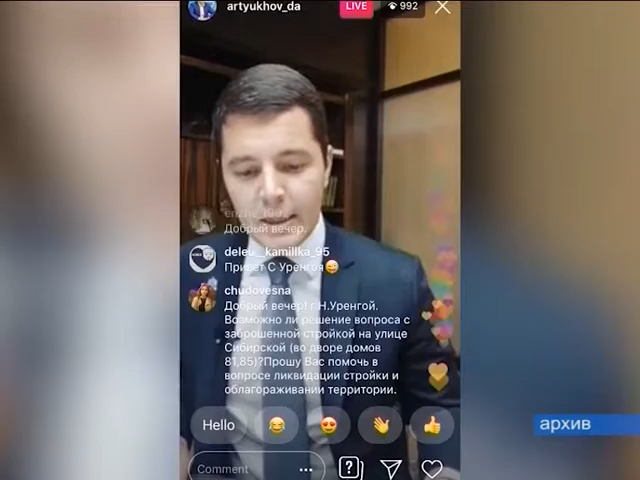 artyukhov_da
LIVE
992
Добрый вечер.
Привет С Уренгоя😅
chudovesna
Добрый вечер! г.Н.Уренгой.
Возможно ли решение вопроса с
заброшенной стройкой на улице
Сибирской (во дворе домов
81,85)?Прошу Вас помочь в
вопросе ликвидации стройки и
облагораживании территории.
Hello 😂 😍 👋 👍
Comment ...
архив